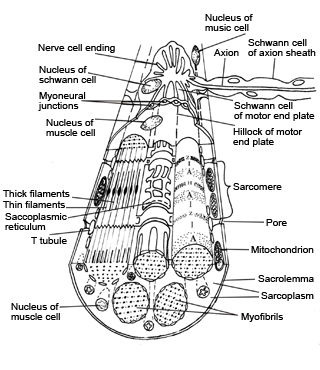 Nucleus of
music cell
Nerve cell ending
Axion
Schwann cell
of axion sheath
Nucleus of
schwann cell
Myoneural
junctions
Schwann cell
of motor end plate
Nucleus of
muscle cell
Hillock of motor
end plate
Sarcomere
Thick filaments
Thin filaments
Saccoplasmic
reticulum
Pore
T tubule
Mitochondrion
Sacrolemma
Sarcoplasm
Nucleus of
muscle cell
Myofibrils
A
A
A